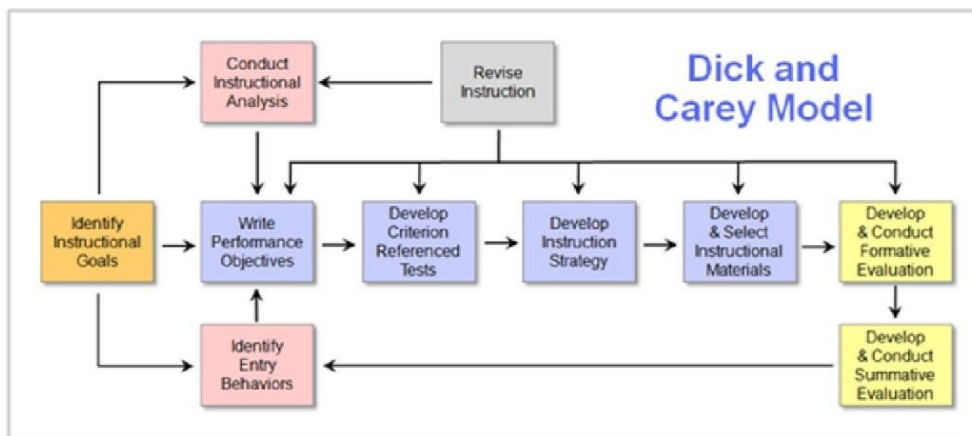 Conduct
Instructional
Analysis
Revise
Instruction
Dick and
Carey Model
Identify
Instructional
Goals
Write
Performance
Objectives
Develop
Criterion
Referenced
Tests
Develop
Instruction
Strategy
Develop
& Select
Instructional
Materials
Develop
& Conduct
Formative
Evaluation
Identify
Entry
Behaviors
Develop
& Conduct
Summative
Evaluation